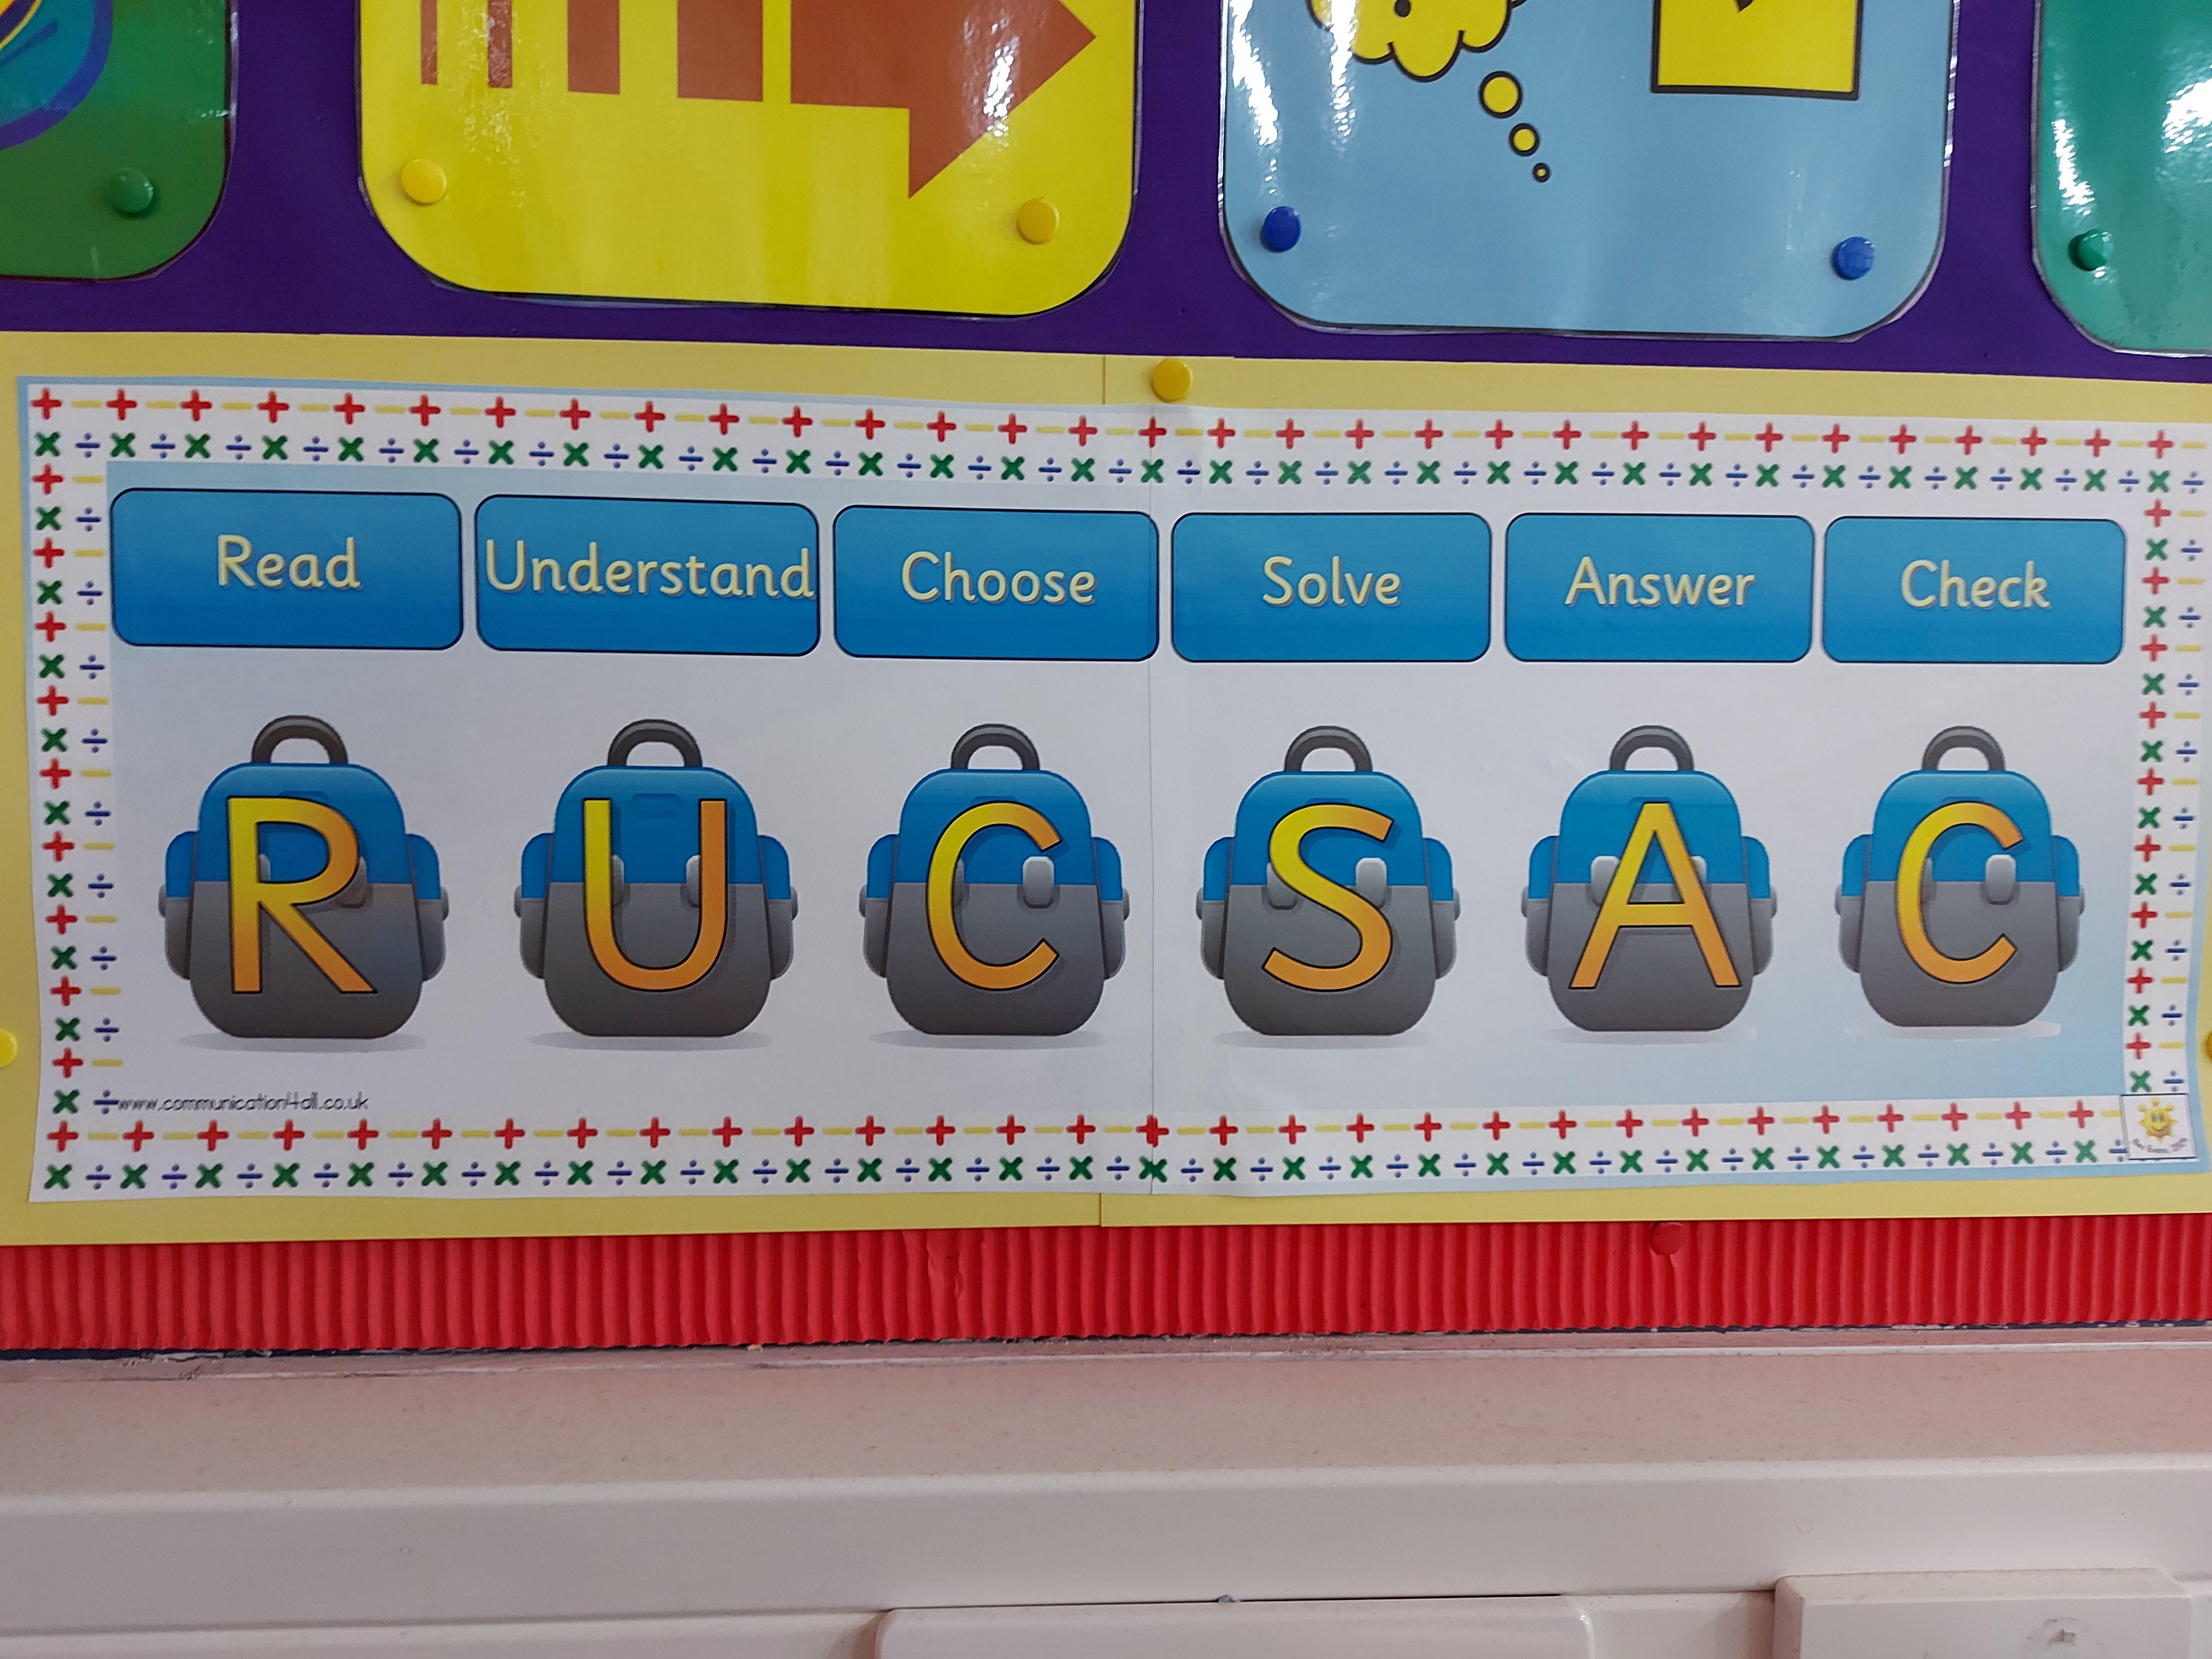 Read Understand Choose Solve Answer Check
R U C S A C
www.communication4all.co.uk